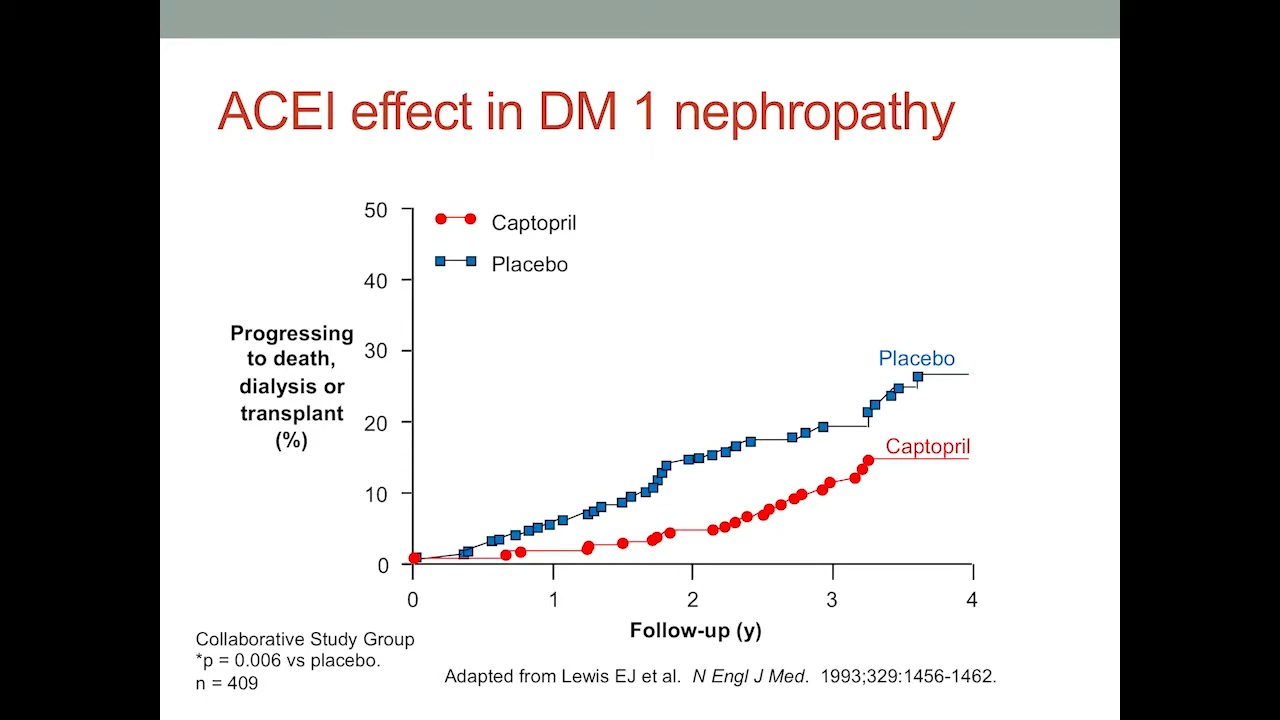 ACEI effect in DM 1 nephropathy
50
40
30
20
10
0
Captopril
Placebo
Progressing
to death,
dialysis or
transplant
(%)
Placebo
Captopril
0 1 2 3 4
Follow-up (y)
Collaborative Study Group
*p = 0.006 vs placebo.
n = 409
Adapted from Lewis EJ et al. N Engl J Med. 1993;329:1456-1462.